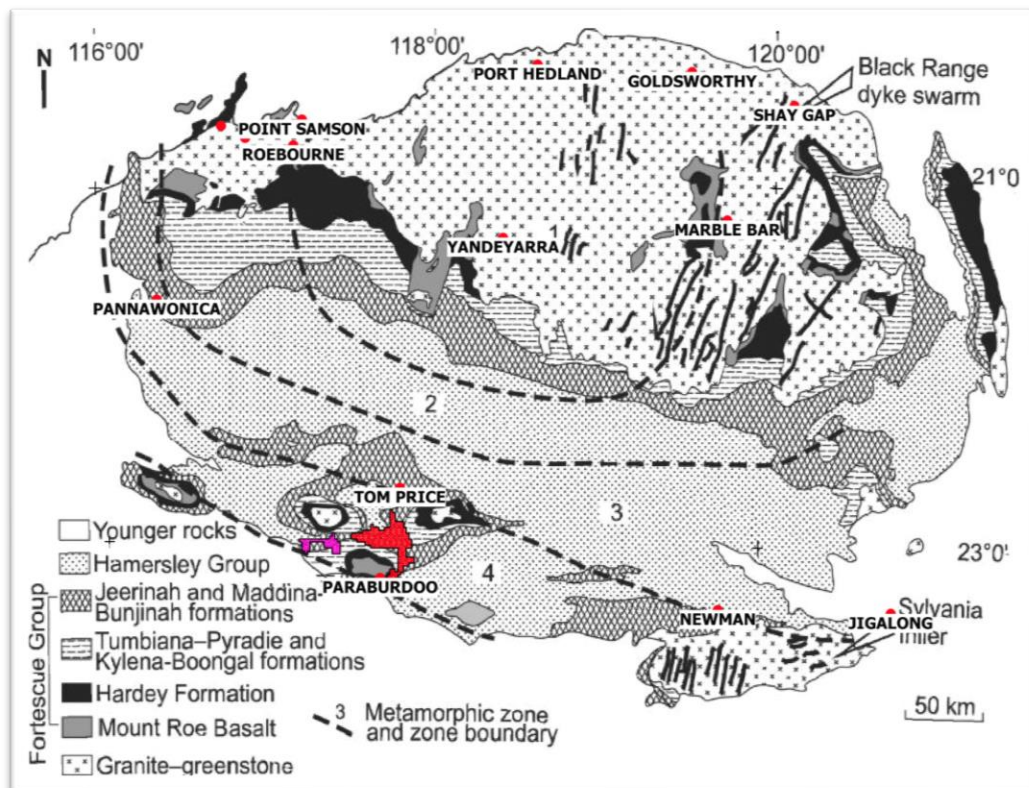 116°00'
118°00'
120°00'
N
PORT HEDLAND
GOLDSWORTHY
Black Range
dyke swarm
SHAY GAP
POINT SAMSON
ROEBOURNE
21°0
MARBLE BAR
YANDEYARRA
1
PANNAWONICA
2
TOM PRICE
3
Younger rocks
Hamersley Group
23°0'
4
PARABURDOO
Jeerinah and Maddina-
Bunjinah formations
NEWMAN
Sylvania
JIGALONG
Inlier
Tumbiana–Pyradie and
Kylena-Boongal formations
Hardey Formation
Mount Roe Basalt
Granite–greenstone
Fortescue Group
3 Metamorphic zone
and zone boundary
50 km